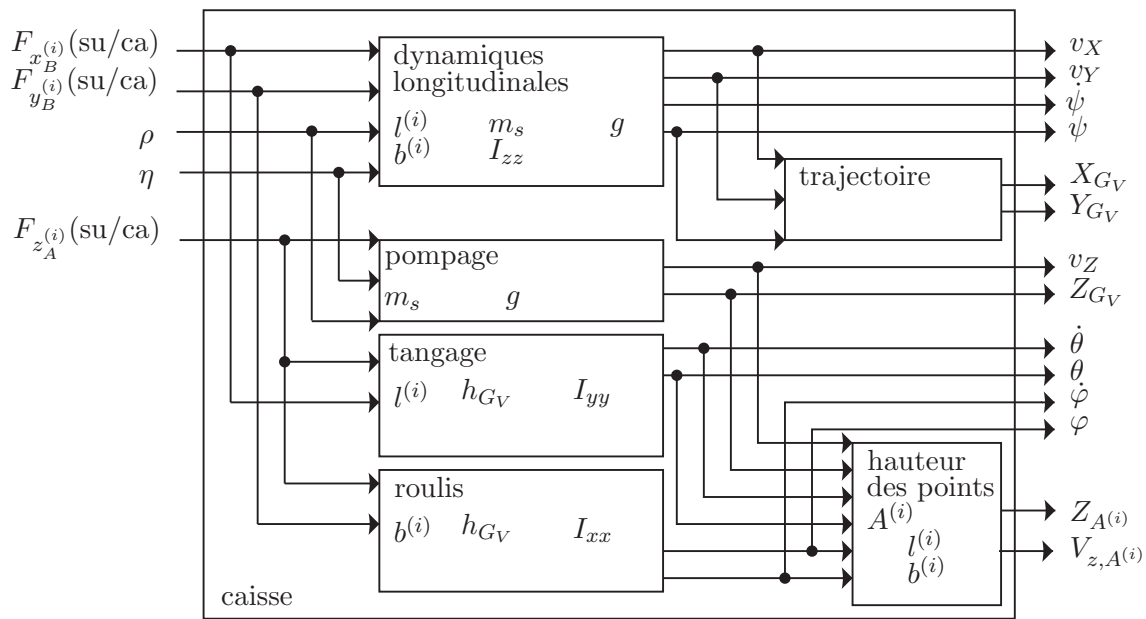 F_{x_B^{(i)}}(su/ca)
F_{y_B^{(i)}}(su/ca)
ρ
η
F_{z_A^{(i)}}(su/ca)
dynamiques
longitudinales
l^{(i)} m_s g
b^{(i)} I_{zz}
trajectoire
pompage
m_s g
tangage
l^{(i)} h_{G_V} I_{yy}
roulis
b^{(i)} h_{G_V} I_{xx}
hauteur
des points
A^{(i)}
l^{(i)}
b^{(i)}
caisse
v_X
v_Y
ψ̇
ψ
X_{G_V}
Y_{G_V}
v_Z
Z_{G_V}
θ̇
θ
φ̇
φ
Z_{A^{(i)}}
V_{z,A^{(i)}}